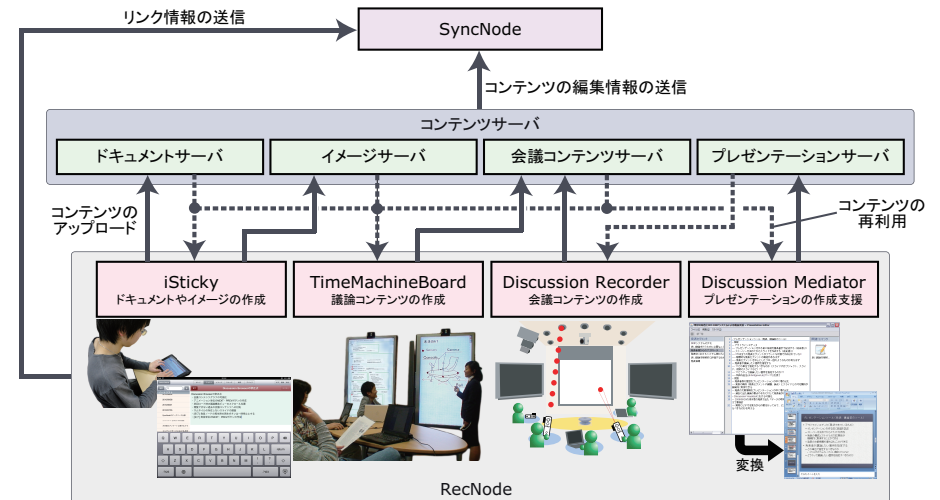 リンク情報の送信
SyncNode
コンテンツの編集情報の送信
コンテンツサーバ
ドキュメントサーバ
イメージサーバ
会議コンテンツサーバ
プレゼンテーションサーバ
コンテンツの
アップロード
コンテンツの
再利用
iSticky
ドキュメントやイメージの作成
TimeMachineBoard
議論コンテンツの作成
Discussion Recorder
会議コンテンツの作成
Discussion Mediator
プレゼンテーションの作成支援
変換
RecNode